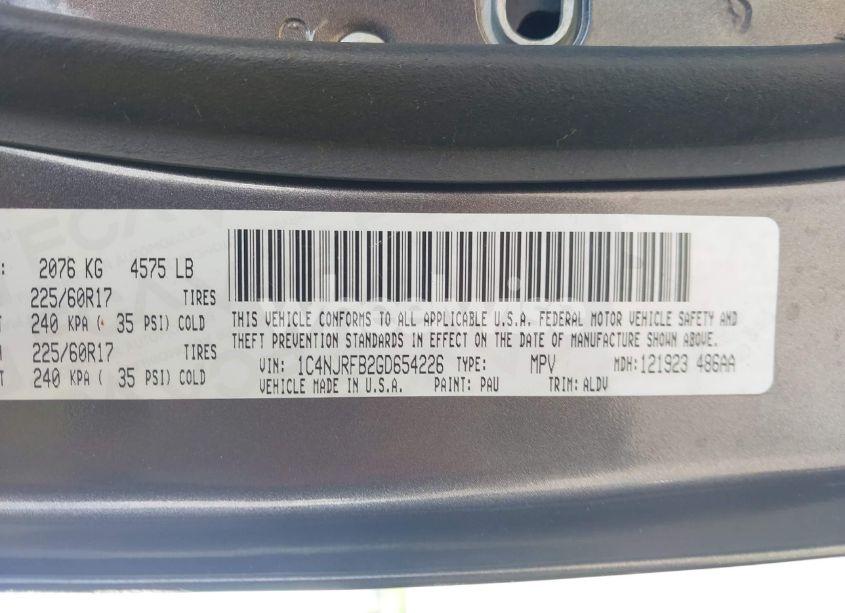 : 2076 KG 4575 LB
225/60R17 TIRES
T 240 KPA ( 35 PSI) COLD
225/60R17 TIRES
T 240 KPA ( 35 PSI) COLD
THIS VEHICLE CONFORMS TO ALL APPLICABLE U.S.A. FEDERAL MOTOR VEHICLE SAFETY AND
THEFT PREVENTION STANDARDS IN EFFECT ON THE DATE OF MANUFACTURE SHOWN ABOVE.
VIN: 1C4NJRFB2GD654226 TYPE: MPV MDH:121923 486AA
VEHICLE MADE IN U.S.A. PAINT: PAU TRIM: ALDV